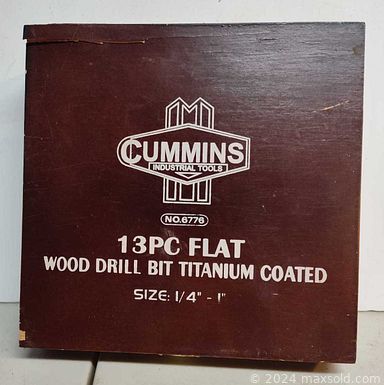 CUMMINS
INDUSTRIAL TOOLS
NO.6776
13PC FLAT
WOOD DRILL BIT TITANIUM COATED
SIZE: 1/4" - 1"
© 2024 maxsold.com